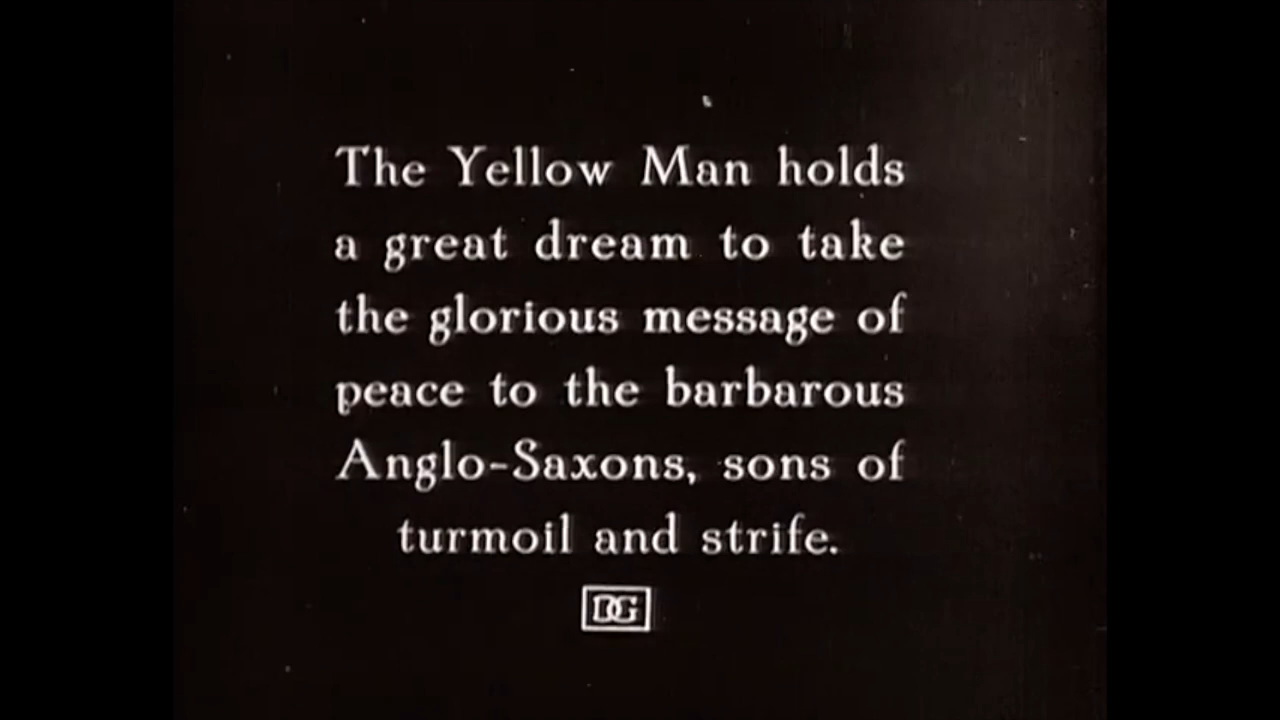 The Yellow Man holds
a great dream to take
the glorious message of
peace to the barbarous
Anglo-Saxons, sons of
turmoil and strife.
DG